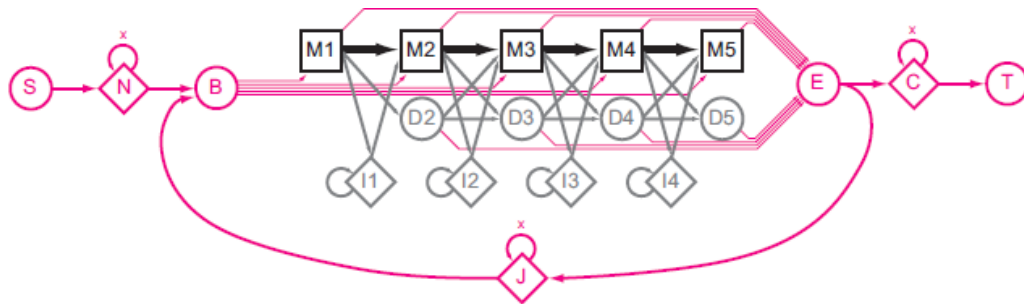 x x
M1 M2 M3 M4 M5
S N B E C T
D2 D3 D4 D5
I1 I2 I3 I4
x
J